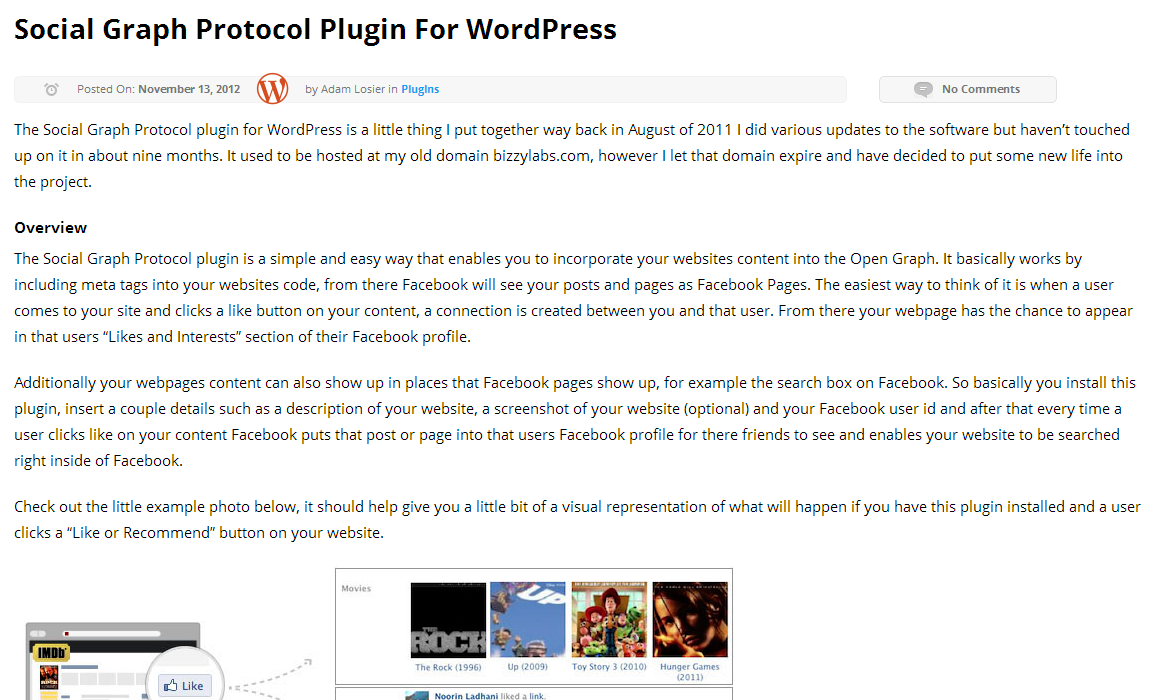 Social Graph Protocol Plugin For WordPress
Posted On: November 13, 2012 by Adam Losier in PlugIns
No Comments
The Social Graph Protocol plugin for WordPress is a little thing I put together way back in August of 2011 I did various updates to the software but haven’t touched
up on it in about nine months. It used to be hosted at my old domain bizzylabs.com, however I let that domain expire and have decided to put some new life into
the project.
Overview
The Social Graph Protocol plugin is a simple and easy way that enables you to incorporate your websites content into the Open Graph. It basically works by
including meta tags into your websites code, from there Facebook will see your posts and pages as Facebook Pages. The easiest way to think of it is when a user
comes to your site and clicks a like button on your content, a connection is created between you and that user. From there your webpage has the chance to appear
in that users “Likes and Interests” section of their Facebook profile.
Additionally your webpages content can also show up in places that Facebook pages show up, for example the search box on Facebook. So basically you install this
plugin, insert a couple details such as a description of your website, a screenshot of your website (optional) and your Facebook user id and after that every time a
user clicks like on your content Facebook puts that post or page into that users Facebook profile for there friends to see and enables your website to be searched
right inside of Facebook.
Check out the little example photo below, it should help give you a little bit of a visual representation of what will happen if you have this plugin installed and a user
clicks a “Like or Recommend” button on your website.
Movies
UP
THE ROCK
The Rock (1996) Up (2009) Toy Story 3 (2010) Hunger Games
(2011)
IMDb
Like
Noorin Ladhani liked a link.